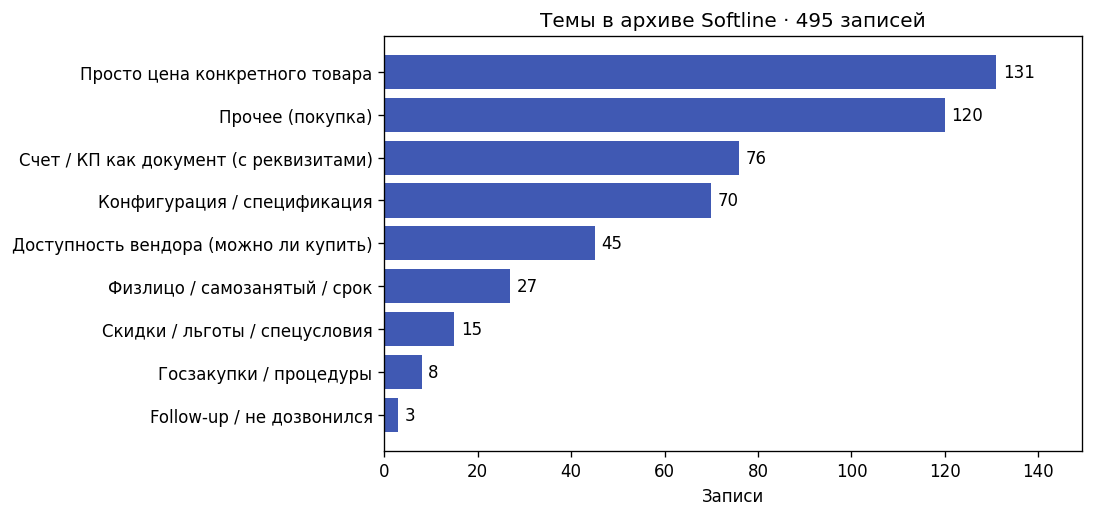 Темы в архиве Softline · 495 записей
Просто цена конкретного товара 131
Прочее (покупка) 120
Счет / КП как документ (с реквизитами) 76
Конфигурация / спецификация 70
Доступность вендора (можно ли купить) 45
Физлицо / самозанятый / срок 27
Скидки / льготы / спецусловия 15
Госзакупки / процедуры 8
Follow-up / не дозвонился 3
0 20 40 60 80 100 120 140
Записи